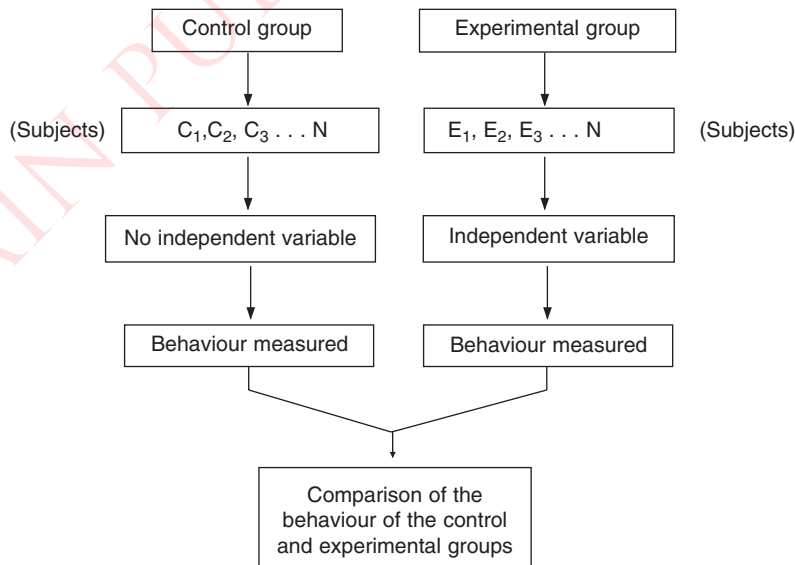 Control group
Experimental group
(Subjects)
C₁,C₂, C₃ . . . N
E₁, E₂, E₃ . . . N
(Subjects)
No independent variable
Independent variable
Behaviour measured
Behaviour measured
Comparison of the
behaviour of the control
and experimental groups